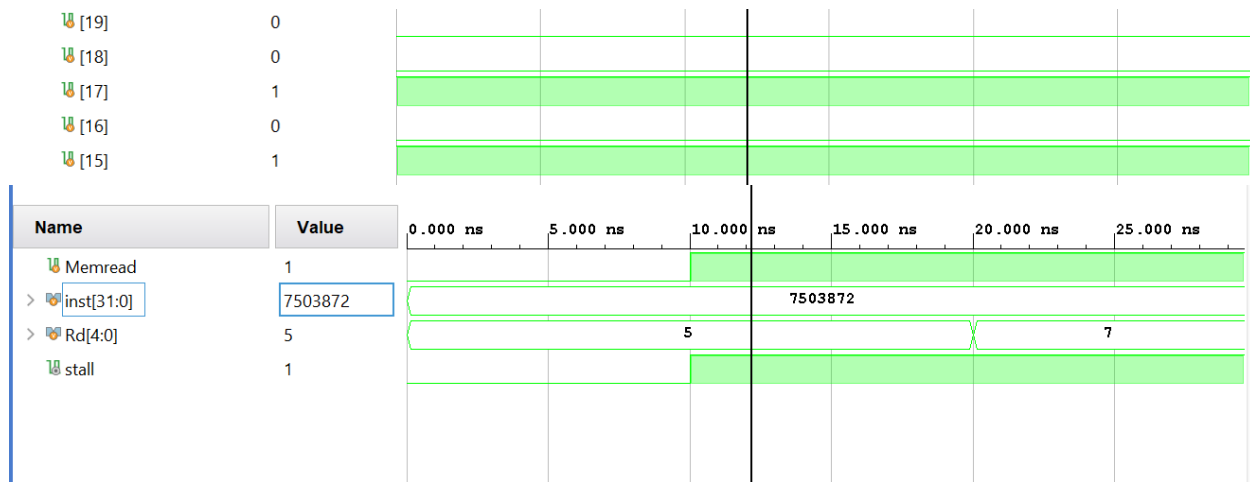 [19] 0
[18] 0
[17] 1
[16] 0
[15] 1
Name Value 0.000 ns 5.000 ns 10.000 ns 15.000 ns 20.000 ns 25.000 ns
Memread 1
inst[31:0] 7503872 7503872
Rd[4:0] 5 5 7
stall 1